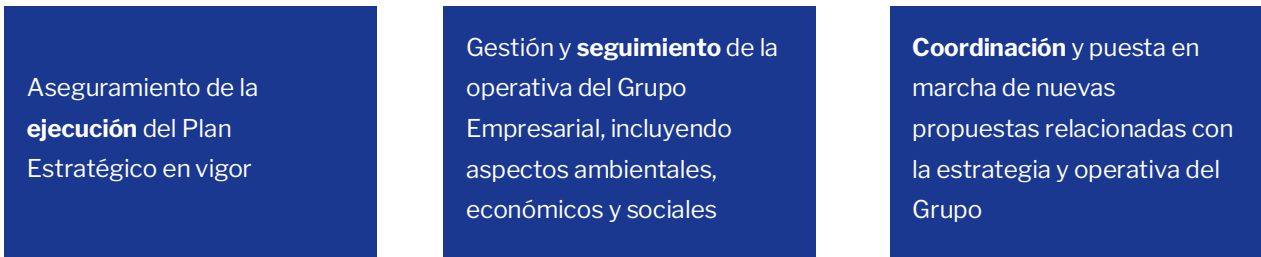 Aseguramiento de la
ejecución del Plan
Estratégico en vigor
Gestión y seguimiento de la
operativa del Grupo
Empresarial, incluyendo
aspectos ambientales,
económicos y sociales
Coordinación y puesta en
marcha de nuevas
propuestas relacionadas con
la estrategia y operativa del
Grupo